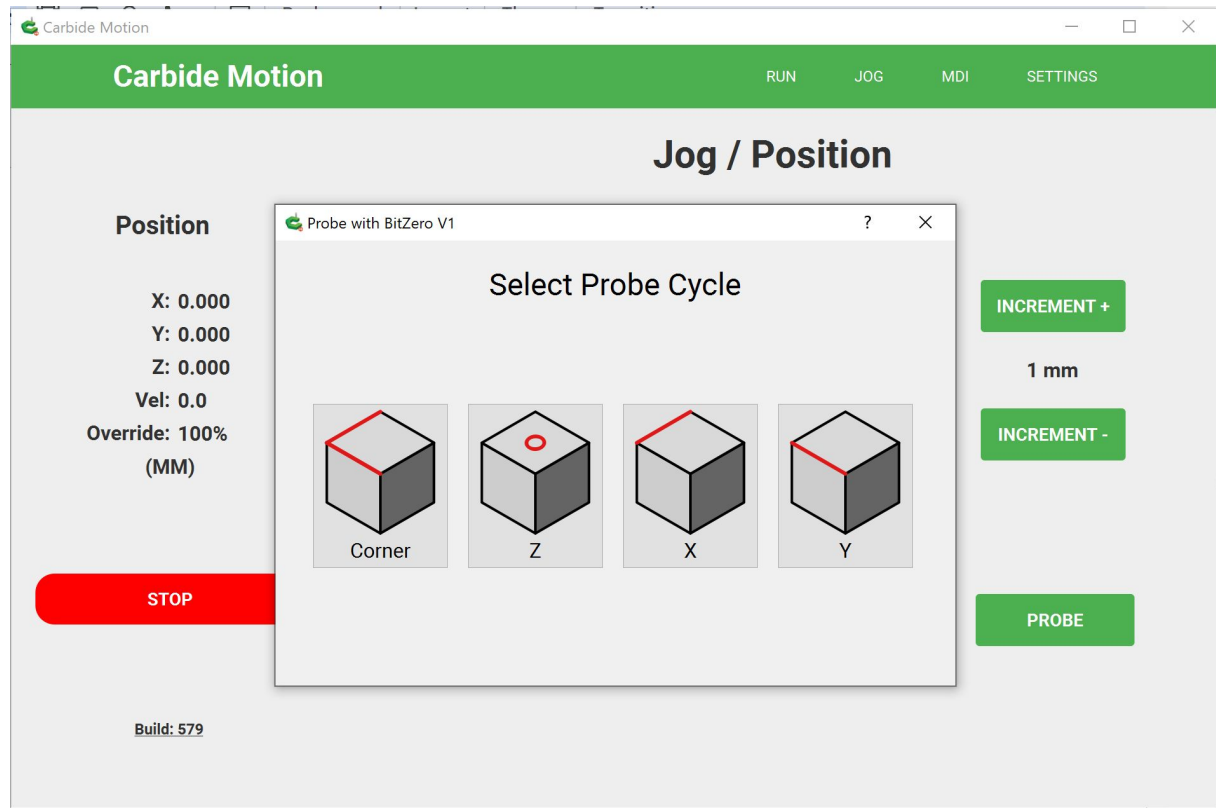 Carbide Motion
Carbide Motion
RUN JOG MDI SETTINGS
Jog / Position
Position
X: 0.000
Y: 0.000
Z: 0.000
Vel: 0.0
Override: 100%
(MM)
STOP
Build: 579
Probe with BitZero V1
?
Select Probe Cycle
Corner Z X Y
INCREMENT +
1 mm
INCREMENT -
PROBE